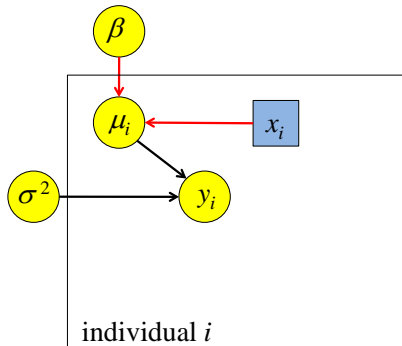 β
μᵢ
xᵢ
σ²
yᵢ
individual i